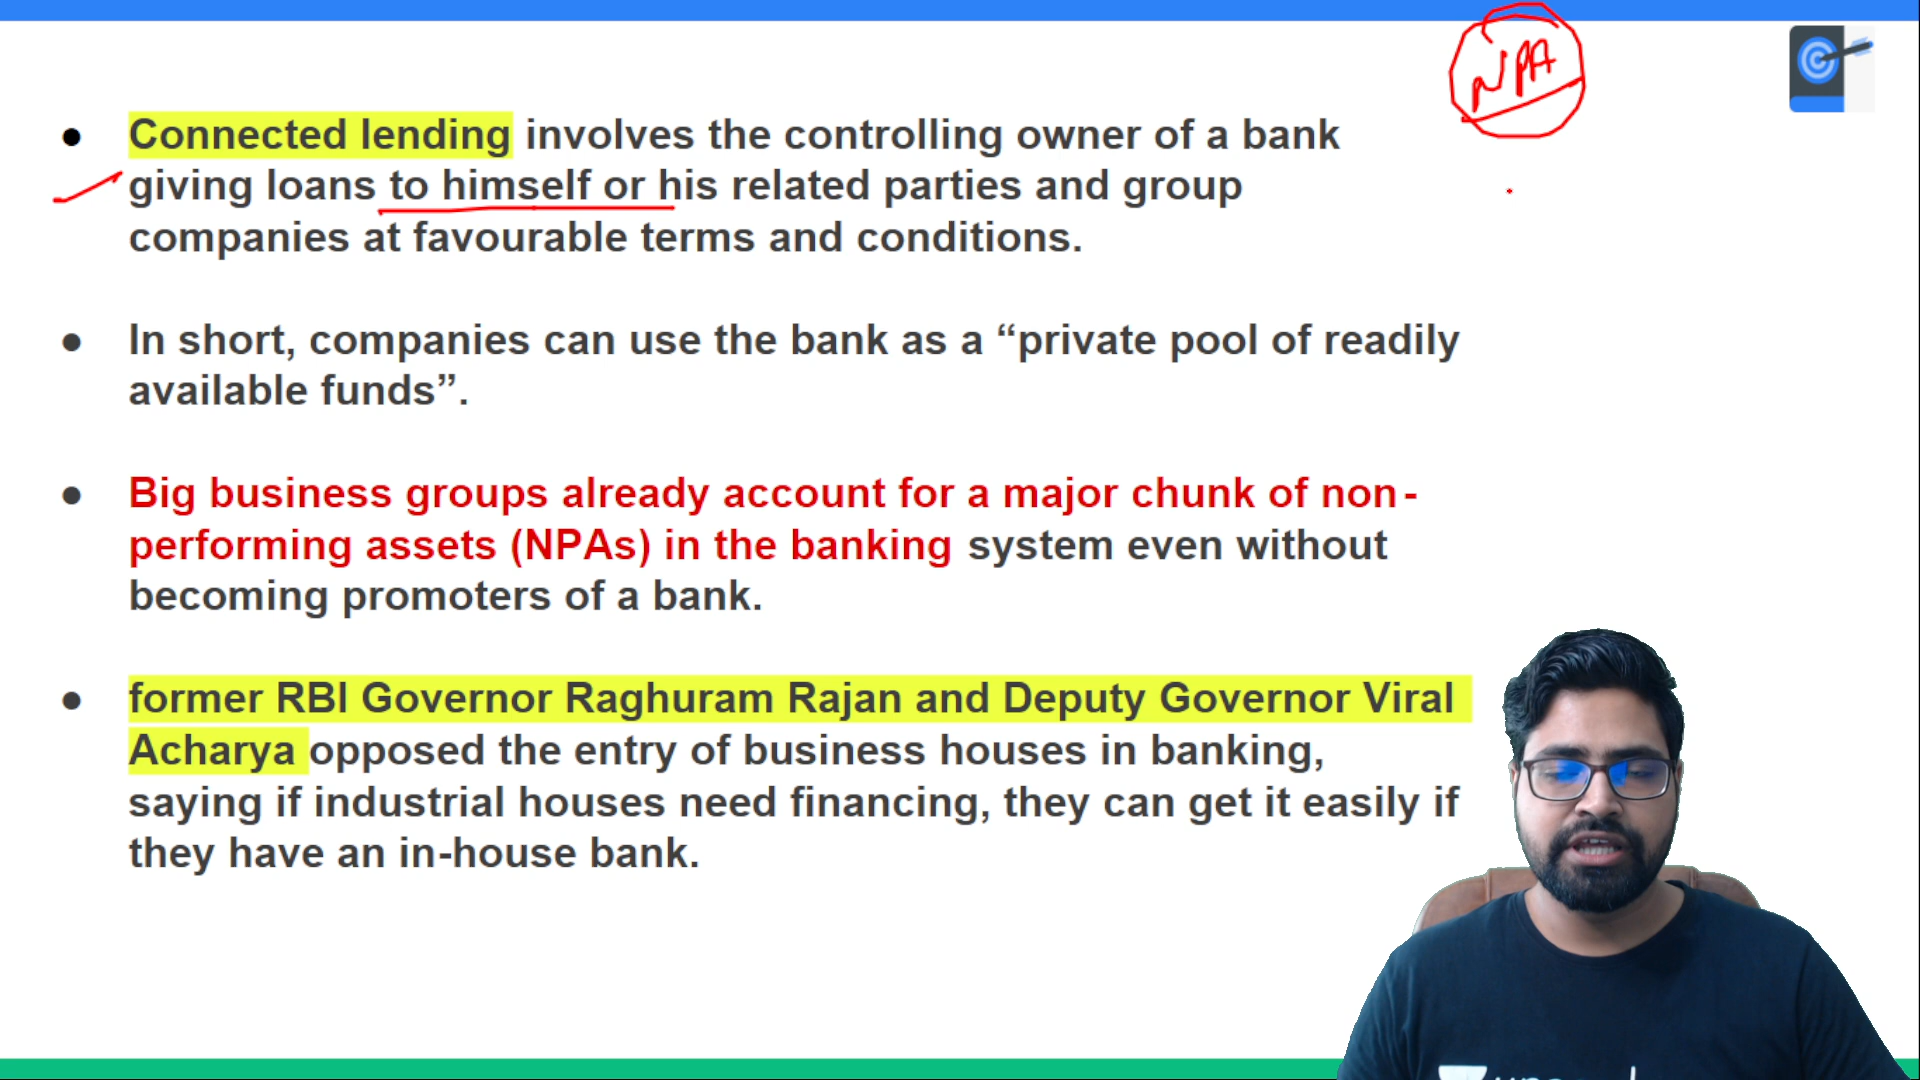 NPA
Connected lending involves the controlling owner of a bank
giving loans to himself or his related parties and group
companies at favourable terms and conditions.
In short, companies can use the bank as a “private pool of readily
available funds”.
Big business groups already account for a major chunk of non-
performing assets (NPAs) in the banking system even without
becoming promoters of a bank.
former RBI Governor Raghuram Rajan and Deputy Governor Viral
Acharya opposed the entry of business houses in banking,
saying if industrial houses need financing, they can get it easily if
they have an in-house bank.